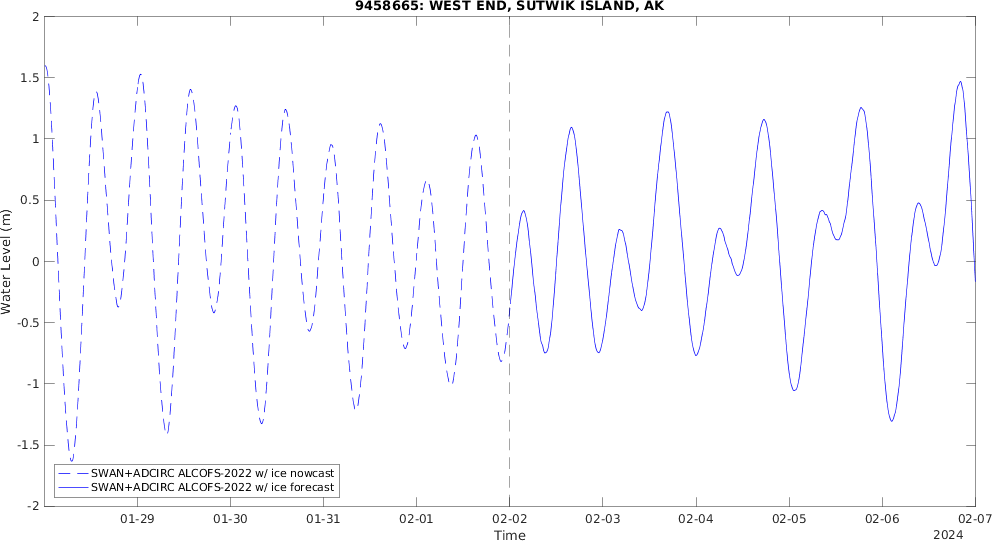 9458665: WEST END, SUTWIK ISLAND, AK
2
1.5
1
0.5
0
-0.5
-1
-1.5
-2
Water Level (m)
SWAN+ADCIRC ALCOFS-2022 w/ ice nowcast
SWAN+ADCIRC ALCOFS-2022 w/ ice forecast
01-29 01-30 01-31 02-01 02-02 02-03 02-04 02-05 02-06 02-07
Time
2024